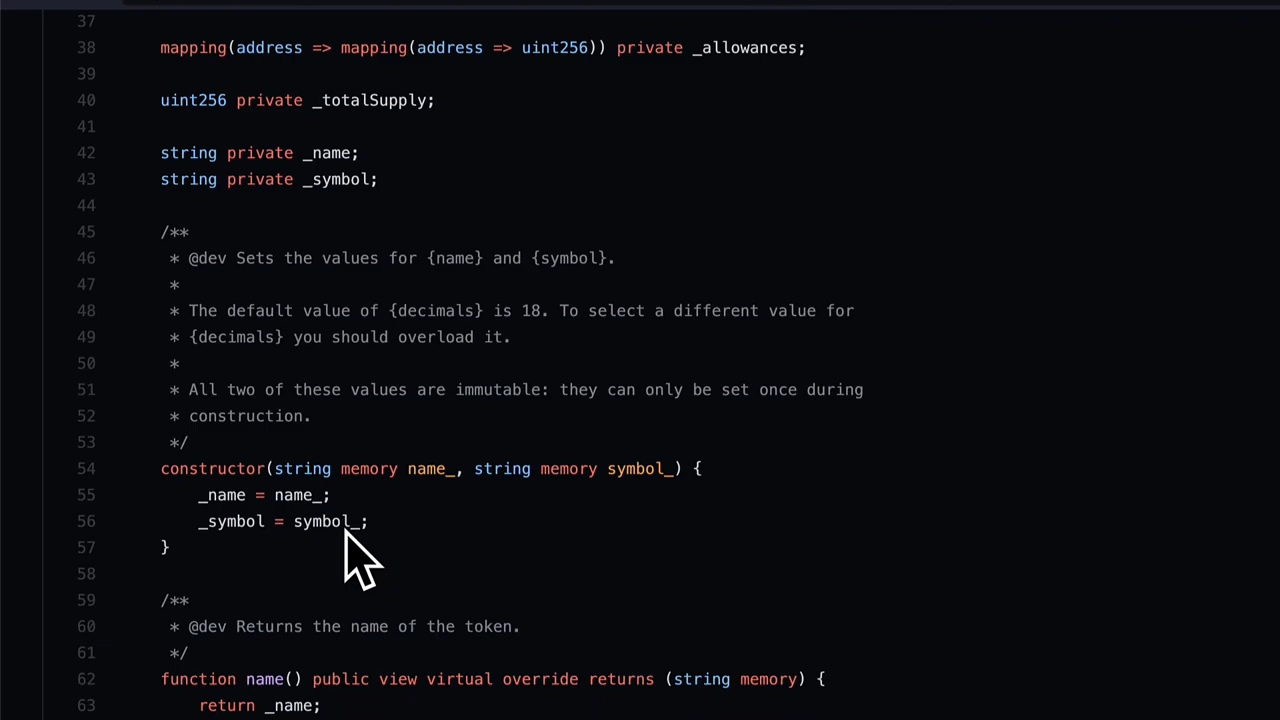 37
38 mapping(address => mapping(address => uint256)) private _allowances;
39
40 uint256 private _totalSupply;
41
42 string private _name;
43 string private _symbol;
44
45 /**
46 * @dev Sets the values for {name} and {symbol}.
47 *
48 * The default value of {decimals} is 18. To select a different value for
49 * {decimals} you should overload it.
50 *
51 * All two of these values are immutable: they can only be set once during
52 * construction.
53 */
54 constructor(string memory name_, string memory symbol_) {
55 _name = name_;
56 _symbol = symbol_;
57 }
58
59 /**
60 * @dev Returns the name of the token.
61 */
62 function name() public view virtual override returns (string memory) {
63 return _name;